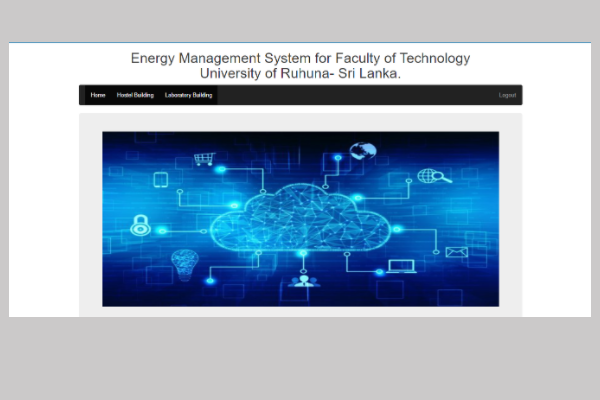 Energy Management System for Faculty of Technology
University of Ruhuna- Sri Lanka.
Home Hostel Building Laboratory Building Logout